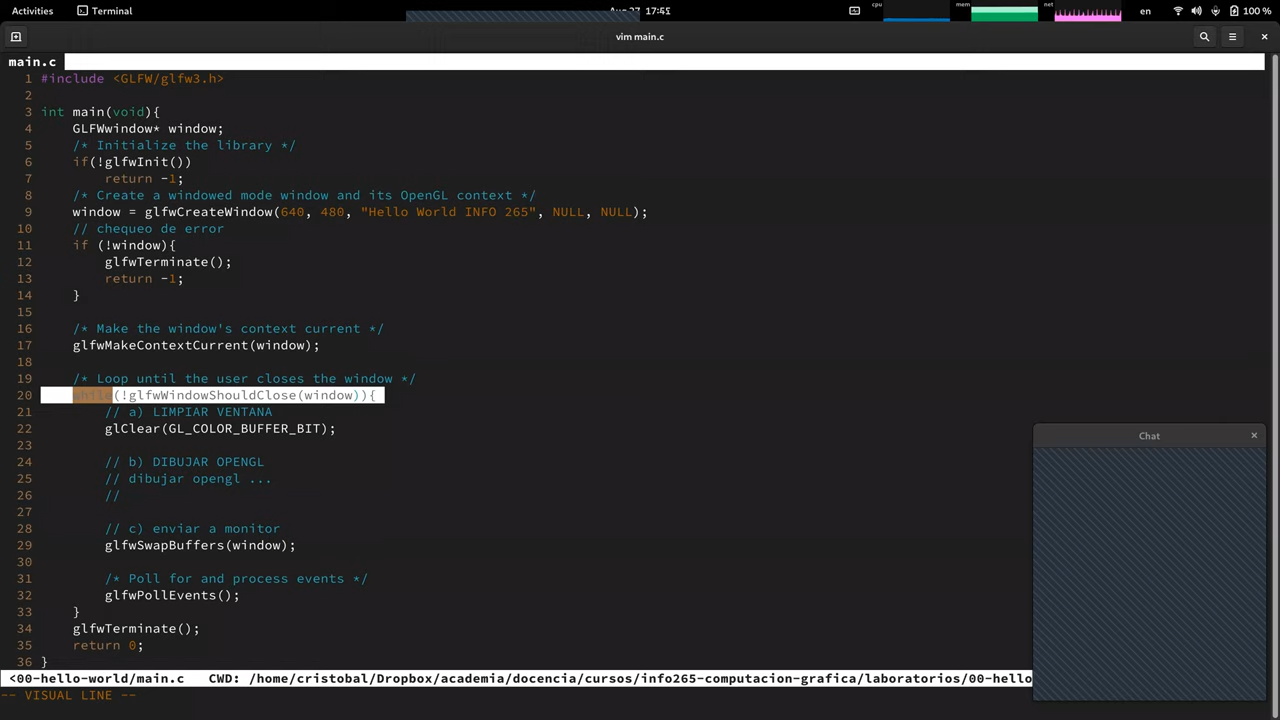 Activities Terminal Aug 27 17:51 cpu mem net en 100 %
vim main.c
main.c
1 #include <GLFW/glfw3.h>
2
3 int main(void){
4 GLFWwindow* window;
5 /* Initialize the library */
6 if(!glfwInit())
7 return -1;
8 /* Create a windowed mode window and its OpenGL context */
9 window = glfwCreateWindow(640, 480, "Hello World INFO 265", NULL, NULL);
10 // chequeo de error
11 if (!window){
12 glfwTerminate();
13 return -1;
14 }
15
16 /* Make the window's context current */
17 glfwMakeContextCurrent(window);
18
19 /* Loop until the user closes the window */
20 while(!glfwWindowShouldClose(window)){
21 // a) LIMPIAR VENTANA
22 glClear(GL_COLOR_BUFFER_BIT);
23
24 // b) DIBUJAR OPENGL
25 // dibujar opengl ...
26 //
27
28 // c) enviar a monitor
29 glfwSwapBuffers(window);
30
31 /* Poll for and process events */
32 glfwPollEvents();
33 }
34 glfwTerminate();
35 return 0;
36 }
Chat
<00-hello-world/main.c CWD: /home/cristobal/Dropbox/academia/docencia/cursos/info265-computacion-grafica/laboratorios/00-hello
-- VISUAL LINE --